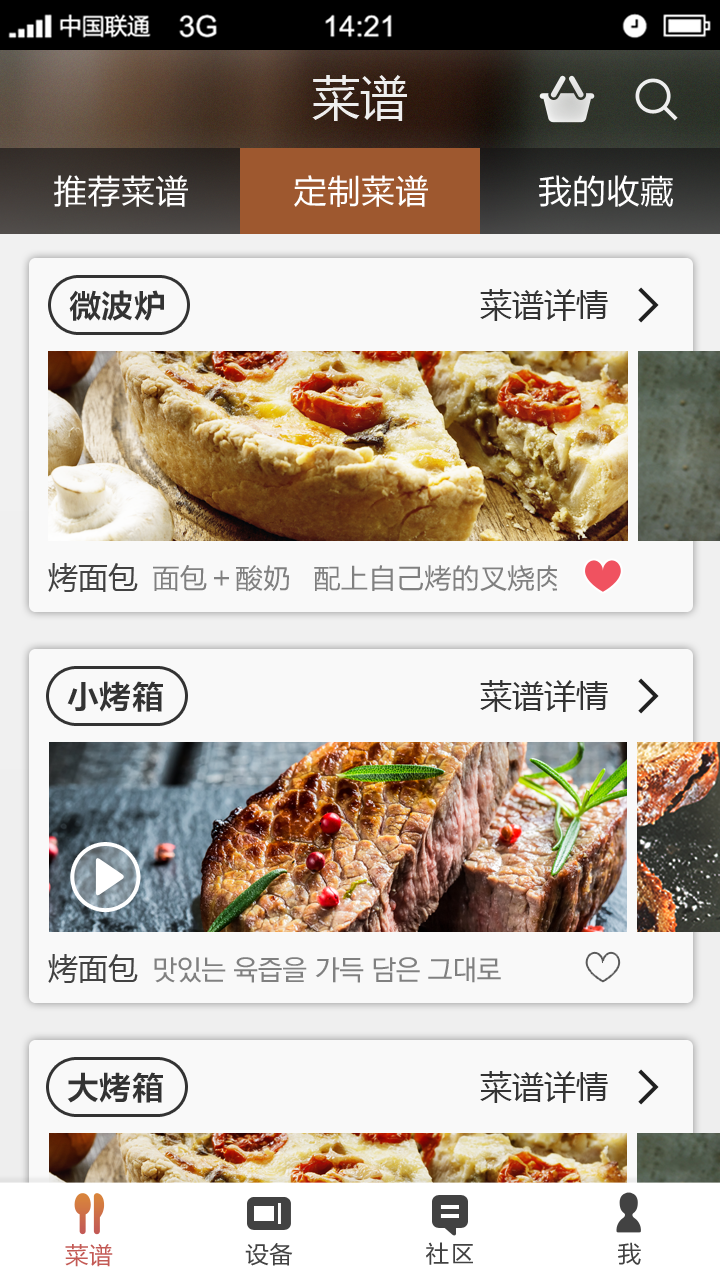 中国联通 3G 14:21
菜谱
推荐菜谱 定制菜谱 我的收藏
微波炉 菜谱详情
烤面包 面包 + 酸奶 配上自己烤的叉烧肉
小烤箱 菜谱详情
烤面包 맛있는 육즙을 가득 담은 그대로
大烤箱 菜谱详情
菜谱 设备 社区 我